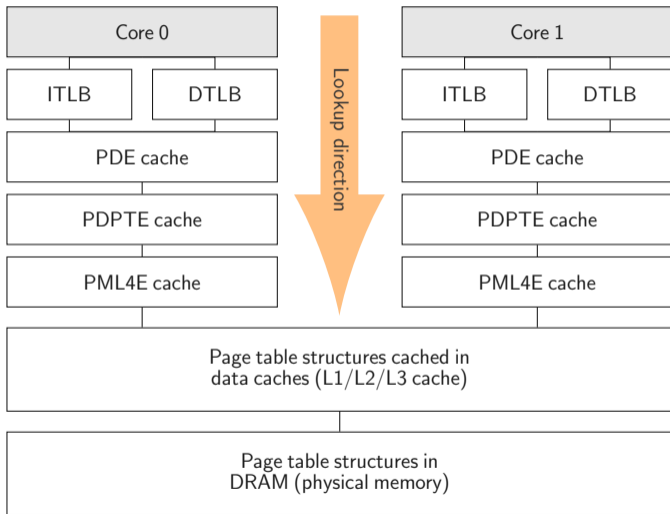 Core 0
Core 1
ITLB
DTLB
ITLB
DTLB
Lookup direction
PDE cache
PDE cache
PDPTE cache
PDPTE cache
PML4E cache
PML4E cache
Page table structures cached in
data caches (L1/L2/L3 cache)
Page table structures in
DRAM (physical memory)